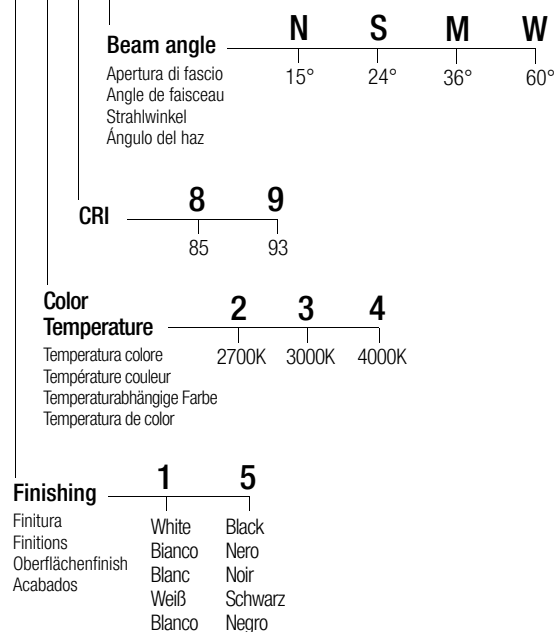 N S M W
Beam angle
Apertura di fascio 15° 24° 36° 60°
Angle de faisceau
Strahlwinkel
Ángulo del haz
8 9
CRI
85 93
Color 2 3 4
Temperature
Temperatura colore 2700K 3000K 4000K
Température couleur
Temperaturabhängige Farbe
Temperatura de color
1 5
Finishing
Finitura White Black
Finitions Bianco Nero
Oberflächenfinish Blanc Noir
Acabados Weiß Schwarz
Blanco Negro